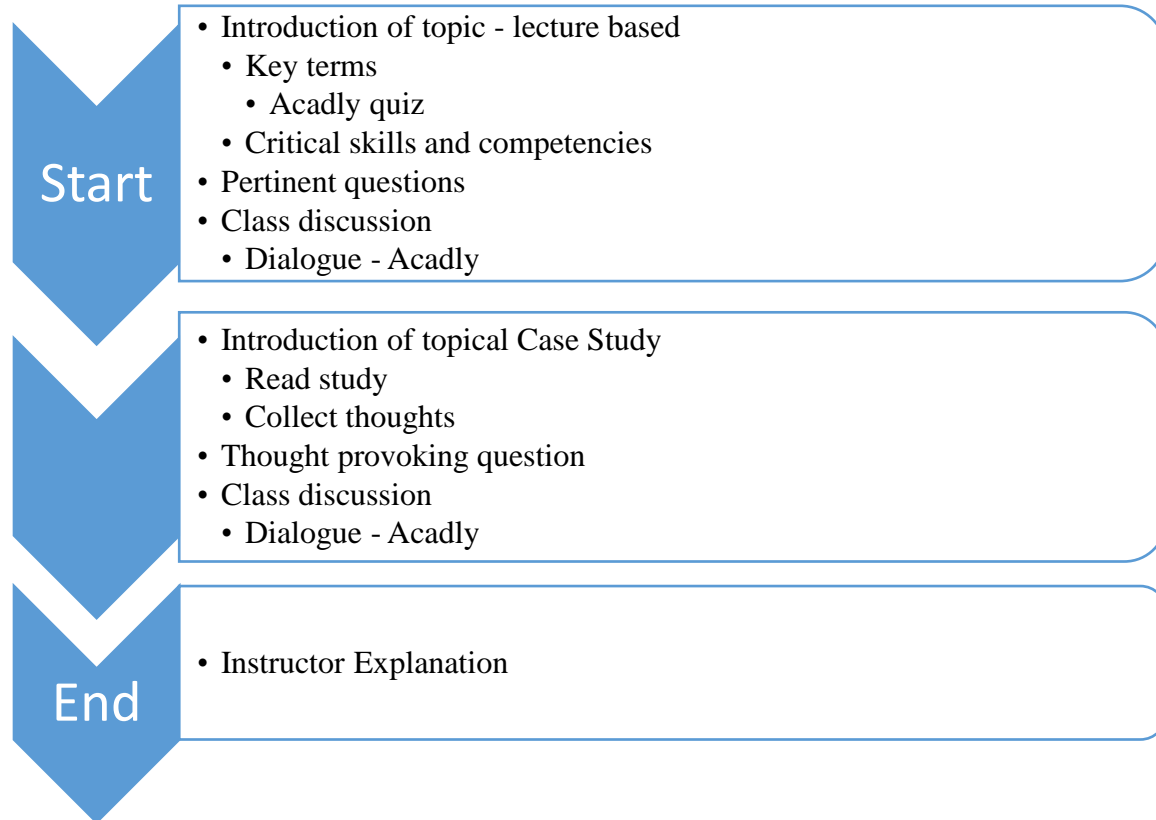 Start
• Introduction of topic - lecture based
• Key terms
• Acadly quiz
• Critical skills and competencies
• Pertinent questions
• Class discussion
• Dialogue - Acadly
• Introduction of topical Case Study
• Read study
• Collect thoughts
• Thought provoking question
• Class discussion
• Dialogue - Acadly
End
• Instructor Explanation